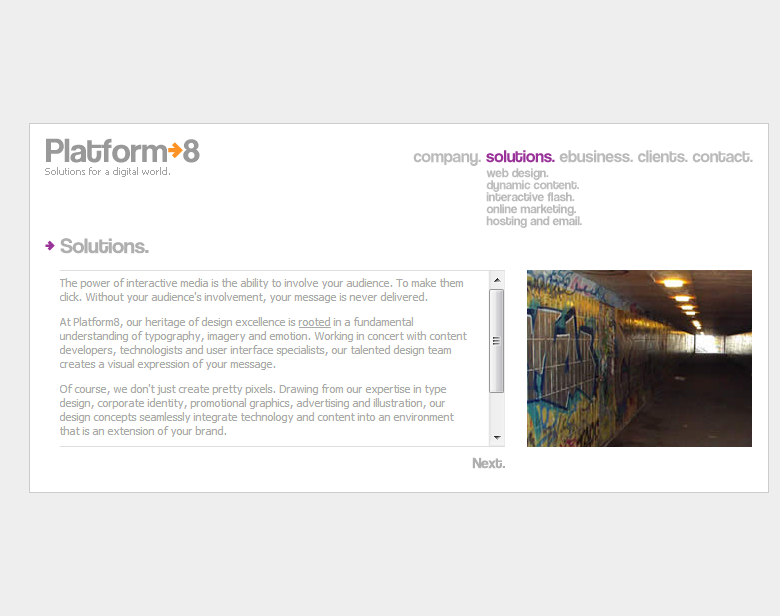 Platform➔8
Solutions for a digital world.
company. solutions. ebusiness. clients. contact.
web design.
dynamic content.
interactive flash.
online marketing.
hosting and email.
Solutions.
The power of interactive media is the ability to involve your audience. To make them
click. Without your audience's involvement, your message is never delivered.
At Platform8, our heritage of design excellence is rooted in a fundamental
understanding of typography, imagery and emotion. Working in concert with content
developers, technologists and user interface specialists, our talented design team
creates a visual expression of your message.
Of course, we don't just create pretty pixels. Drawing from our expertise in type
design, corporate identity, promotional graphics, advertising and illustration, our
design concepts seamlessly integrate technology and content into an environment
that is an extension of your brand.
Next.